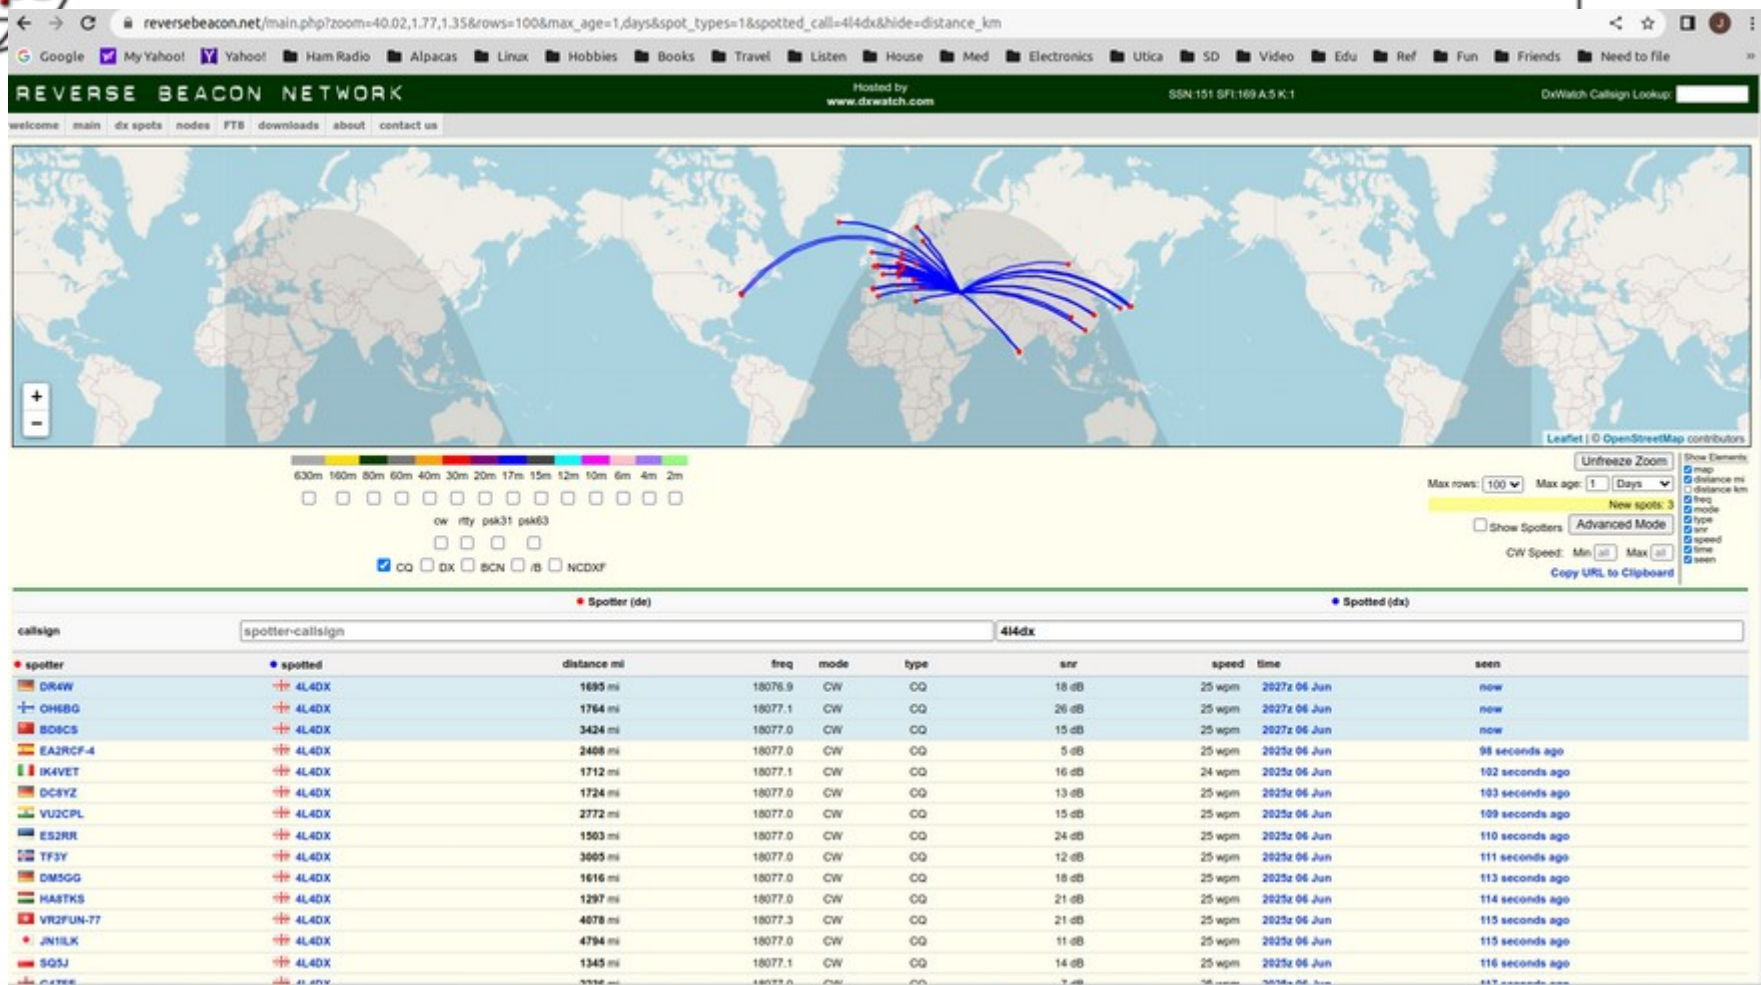 reversebeacon.net/main.php?zoom=40.02,1.77,1.35&rows=100&max_age=1,days&spot_types=1&spotted_call=4l4dx&hide=distance_km
J
Google My Yahoo! Yahoo! Ham Radio Alpacas Linux Hobbies Books Travel Listen House Med Electronics Utica SD Video Edu Ref Fun Friends Need to file »
REVERSE BEACON NETWORK
Hosted by
www.dxwatch.com
SSN:151 SFI:169 A:5 K:1
DxWatch Callsign Lookup:
welcome main dx spots nodes FT8 downloads about contact us
+
−
Leaflet | © OpenStreetMap contributors
630m 160m 80m 60m 40m 30m 20m 17m 15m 12m 10m 6m 4m 2m
cw rtty psk31 psk63
CQ DX BCN /B NCDXF
Unfreeze Zoom
Max rows: 100 Max age: 1 Days
New spots: 3
Show Spotters Advanced Mode
CW Speed: Min all Max all
Copy URL to Clipboard
Show Elements:
map
distance mi
distance km
freq
mode
type
snr
speed
time
seen
Spotter (de) Spotted (dx)
callsign spotter-callsign 4l4dx
spotter spotted distance mi freq mode type snr speed time seen
DR4W 4L4DX 1695 mi 18076.9 CW CQ 18 dB 25 wpm 2027z 06 Jun now
OH6BG 4L4DX 1764 mi 18077.1 CW CQ 26 dB 25 wpm 2027z 06 Jun now
BD8CS 4L4DX 3424 mi 18077.0 CW CQ 15 dB 25 wpm 2027z 06 Jun now
EA2RCF-4 4L4DX 2408 mi 18077.0 CW CQ 5 dB 25 wpm 2025z 06 Jun 98 seconds ago
IK4VET 4L4DX 1712 mi 18077.1 CW CQ 16 dB 24 wpm 2025z 06 Jun 102 seconds ago
DC8YZ 4L4DX 1724 mi 18077.0 CW CQ 13 dB 25 wpm 2025z 06 Jun 103 seconds ago
VU2CPL 4L4DX 2772 mi 18077.0 CW CQ 15 dB 25 wpm 2025z 06 Jun 109 seconds ago
ES2RR 4L4DX 1503 mi 18077.0 CW CQ 24 dB 25 wpm 2025z 06 Jun 110 seconds ago
TF3Y 4L4DX 3005 mi 18077.0 CW CQ 12 dB 25 wpm 2025z 06 Jun 111 seconds ago
DM5GG 4L4DX 1616 mi 18077.0 CW CQ 18 dB 25 wpm 2025z 06 Jun 113 seconds ago
HA8TKS 4L4DX 1297 mi 18077.0 CW CQ 21 dB 25 wpm 2025z 06 Jun 114 seconds ago
VR2FUN-77 4L4DX 4078 mi 18077.3 CW CQ 21 dB 25 wpm 2025z 06 Jun 115 seconds ago
JN1ILK 4L4DX 4794 mi 18077.0 CW CQ 11 dB 25 wpm 2025z 06 Jun 115 seconds ago
SQ5J 4L4DX 1345 mi 18077.1 CW CQ 14 dB 25 wpm 2025z 06 Jun 116 seconds ago